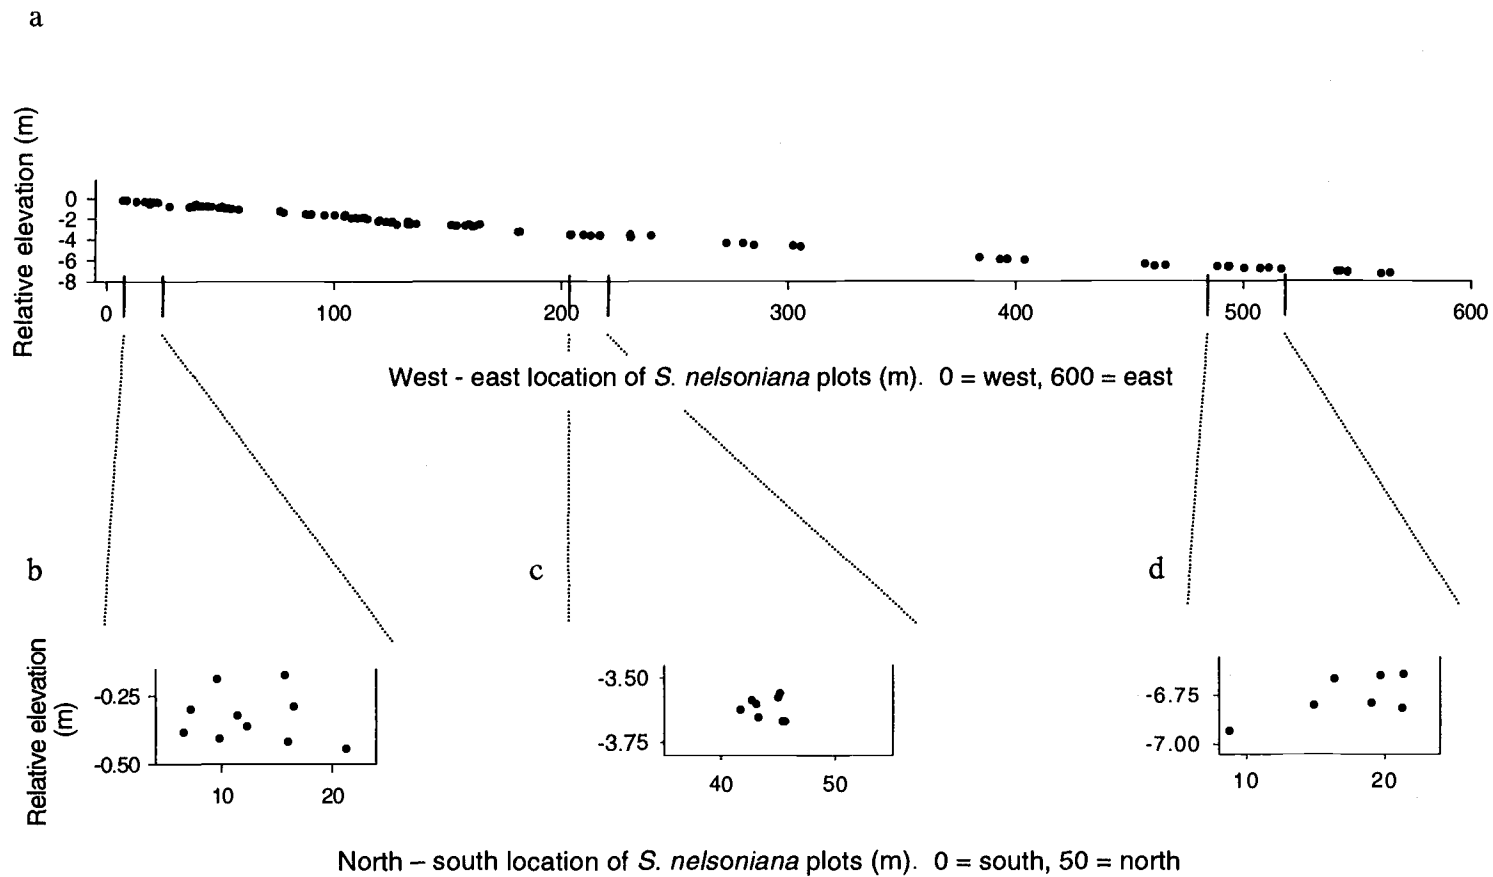 a
Relative elevation (m)
0
-2
-4
-6
-8
0 100 200 300 400 500 600
West - east location of S. nelsoniana plots (m). 0 = west, 600 = east
b c d
Relative elevation
(m)
-0.25
-0.50
10 20
-3.50
-3.75
40 50
-6.75
-7.00
10 20
North – south location of S. nelsoniana plots (m). 0 = south, 50 = north